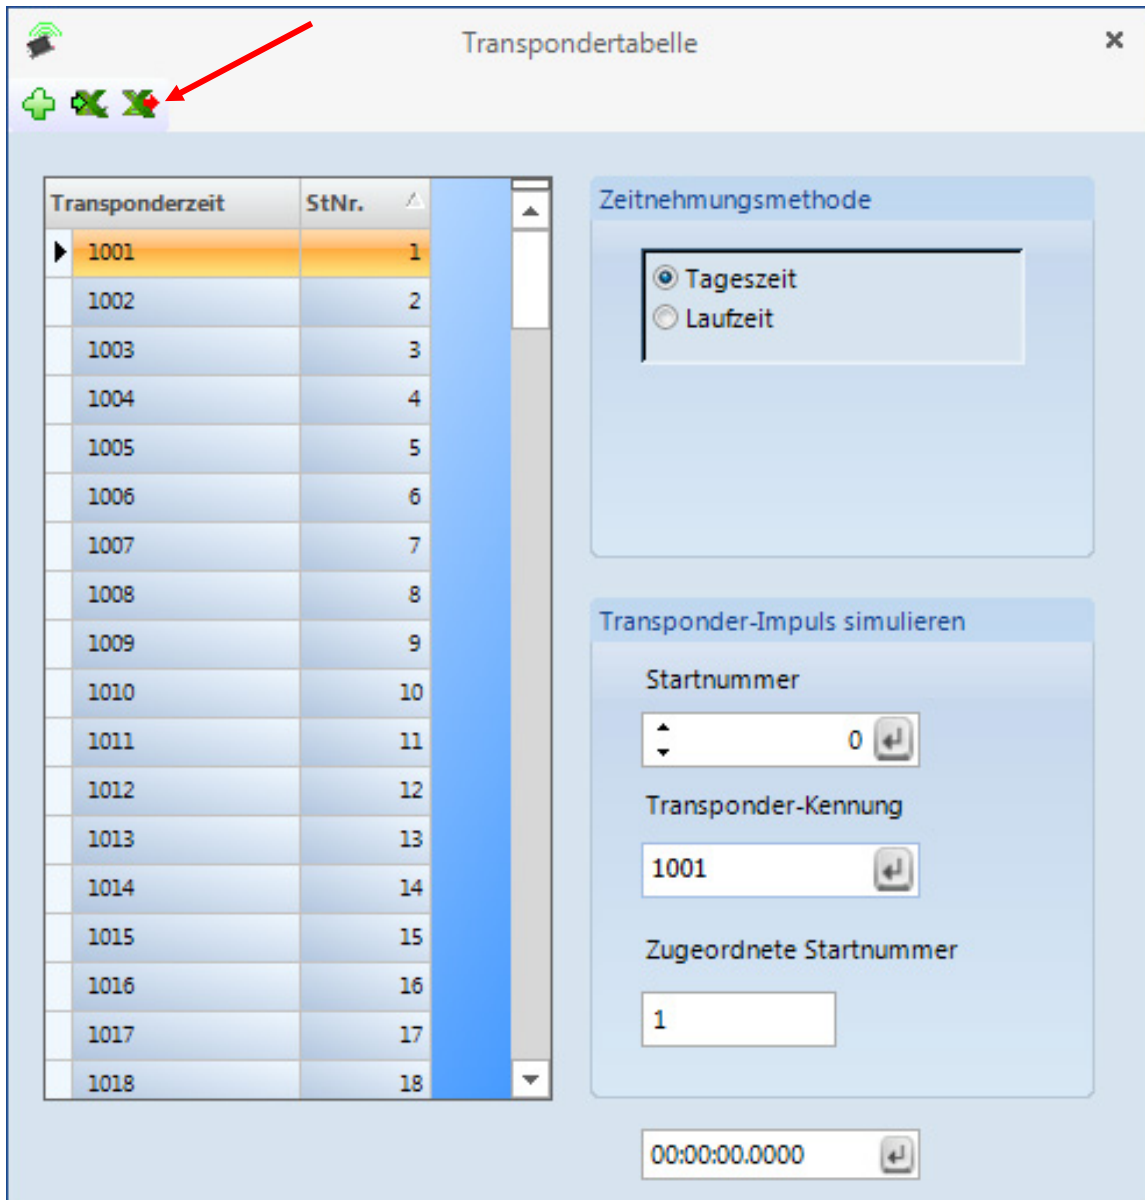 Transpondertabelle
Transponderzeit StNr.
1001 1
1002 2
1003 3
1004 4
1005 5
1006 6
1007 7
1008 8
1009 9
1010 10
1011 11
1012 12
1013 13
1014 14
1015 15
1016 16
1017 17
1018 18
Zeitnehmungsmethode
Tageszeit
Laufzeit
Transponder-Impuls simulieren
Startnummer
0
Transponder-Kennung
1001
Zugeordnete Startnummer
1
00:00:00.0000